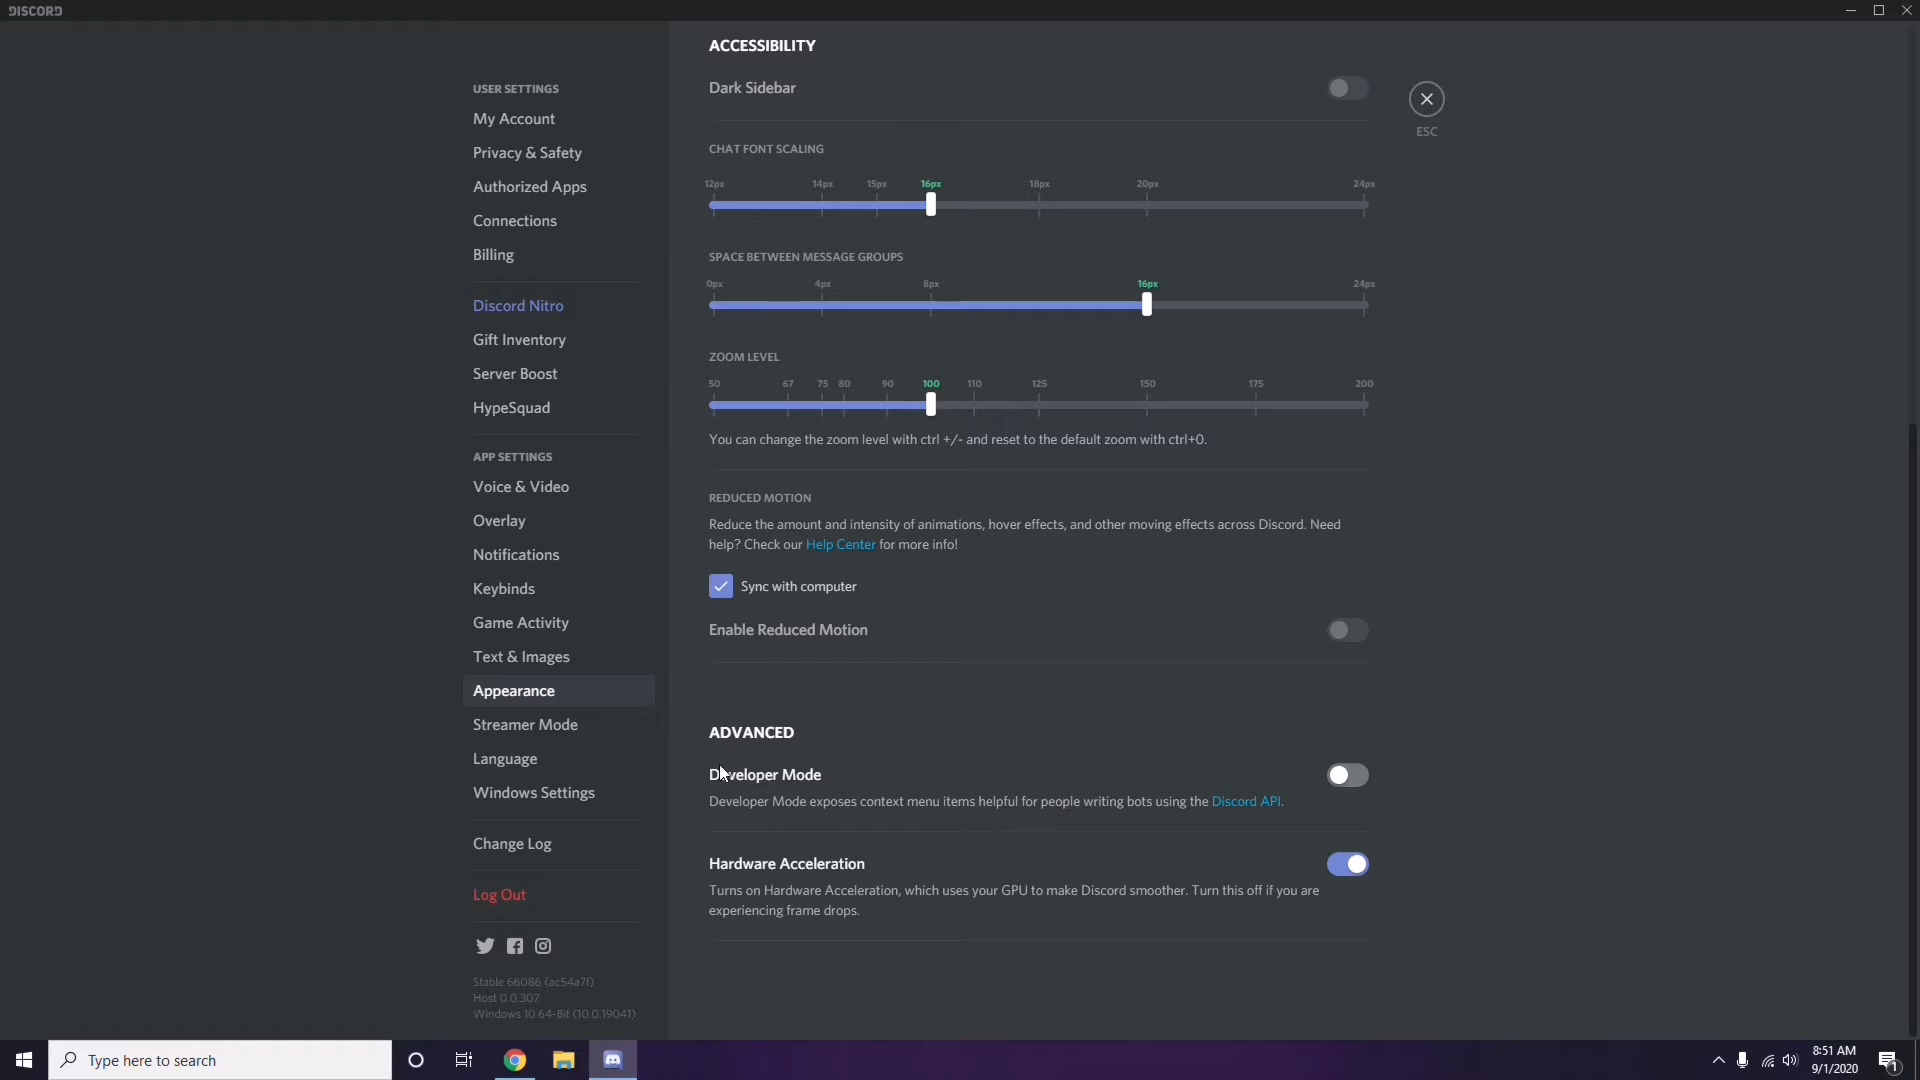 DISCORD
USER SETTINGS
My Account
Privacy & Safety
Authorized Apps
Connections
Billing
Discord Nitro
Gift Inventory
Server Boost
HypeSquad
APP SETTINGS
Voice & Video
Overlay
Notifications
Keybinds
Game Activity
Text & Images
Appearance
Streamer Mode
Language
Windows Settings
Change Log
Log Out
Stable 66086 (ac54a7f)
Host 0.0.307
Windows 10 64-Bit (10.0.19041)
ACCESSIBILITY
Dark Sidebar
ESC
CHAT FONT SCALING
12px 14px 15px 16px 18px 20px 24px
SPACE BETWEEN MESSAGE GROUPS
0px 4px 8px 16px 24px
ZOOM LEVEL
50 67 75 80 90 100 110 125 150 175 200
You can change the zoom level with ctrl +/- and reset to the default zoom with ctrl+0.
REDUCED MOTION
Reduce the amount and intensity of animations, hover effects, and other moving effects across Discord. Need
help? Check our Help Center for more info!
Sync with computer
Enable Reduced Motion
ADVANCED
Developer Mode
Developer Mode exposes context menu items helpful for people writing bots using the Discord API.
Hardware Acceleration
Turns on Hardware Acceleration, which uses your GPU to make Discord smoother. Turn this off if you are
experiencing frame drops.
Type here to search
8:51 AM
9/1/2020
1